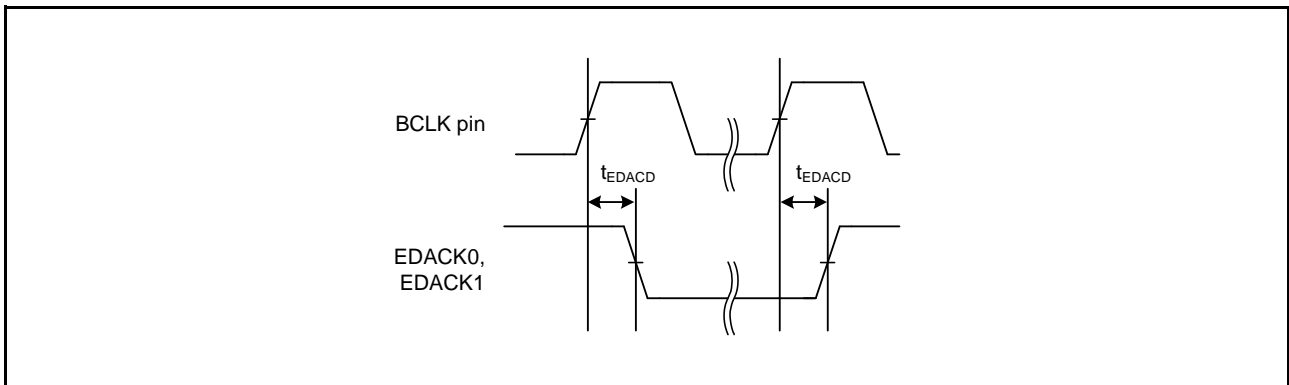 BCLK pin
tEDACD
tEDACD
EDACK0,
EDACK1